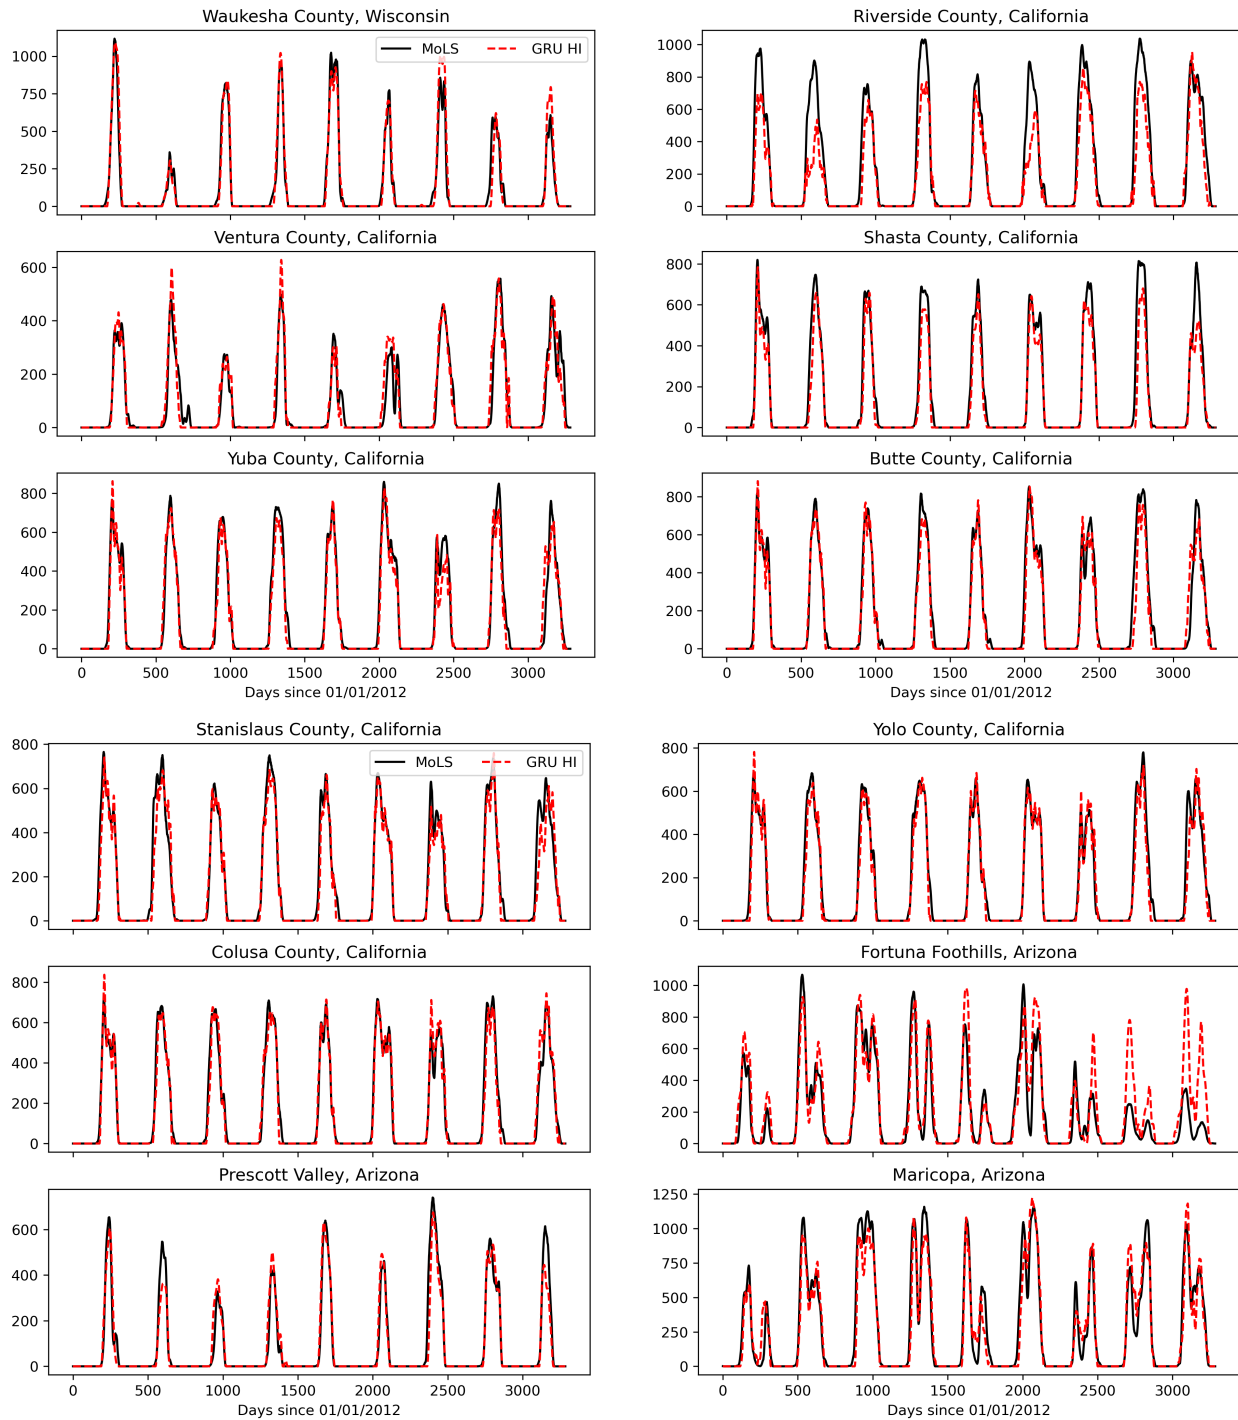 Waukesha County, Wisconsin
1000
750
500
250
0
0
500
1000
1500
2000
2500
3000
MoLS
GRU HI
Riverside County, California
1000
800
600
400
200
0
Ventura County, California
600
400
200
0
Shasta County, California
800
600
400
200
0
Yuba County, California
800
600
400
200
0
0 500 1000 1500 2000 2500 3000
Days since 01/01/2012
Butte County, California
800
600
400
200
0
0 500 1000 1500 2000 2500 3000
Days since 01/01/2012
Stanislaus County, California
MoLS GRU HI
800
600
400
200
0
Yolo County, California
800
600
400
200
0
Colusa County, California
800
600
400
200
0
Fortuna Foothills, Arizona
1000
800
600
400
200
0
Prescott Valley, Arizona
600
400
200
0
0 500 1000 1500 2000 2500 3000
Days since 01/01/2012
Maricopa, Arizona
1250
1000
750
500
250
0
0 500 1000 1500 2000 2500 3000
Days since 01/01/2012